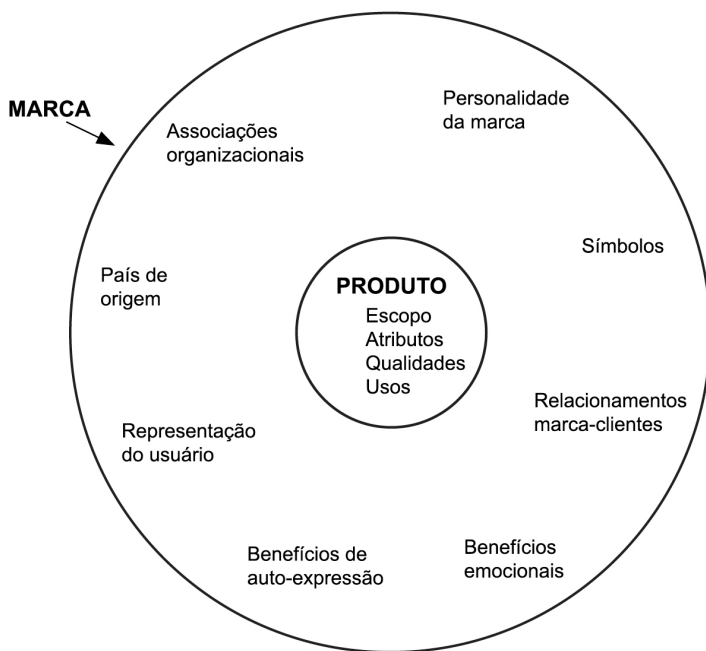 MARCA
Associações
organizacionais
Personalidade
da marca
Símbolos
País de
origem
PRODUTO
Escopo
Atributos
Qualidades
Usos
Relacionamentos
marca-clientes
Representação
do usuário
Benefícios de
auto-expressão
Benefícios
emocionais